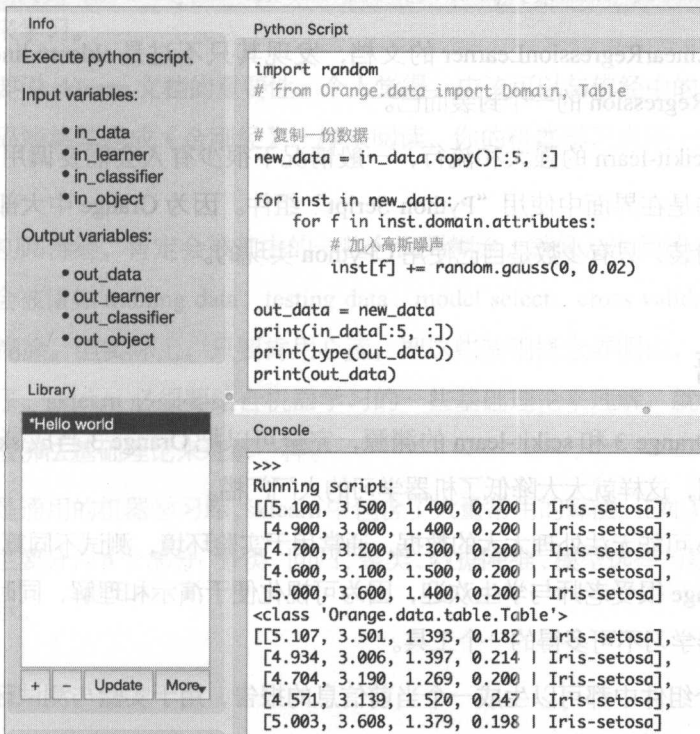 Info
Execute python script.
Input variables:
• in_data
• in_learner
• in_classifier
• in_object
Output variables:
• out_data
• out_learner
• out_classifier
• out_object
Library
*Hello world
+ − Update More
Python Script
import random
# from Orange.data import Domain, Table
# 复制一份数据
new_data = in_data.copy()[:5, :]
for inst in new_data:
    for f in inst.domain.attributes:
        # 加入高斯噪声
        inst[f] += random.gauss(0, 0.02)
out_data = new_data
print(in_data[:5, :])
print(type(out_data))
print(out_data)
Console
>>>
Running script:
[[5.100, 3.500, 1.400, 0.200 | Iris-setosa],
 [4.900, 3.000, 1.400, 0.200 | Iris-setosa],
 [4.700, 3.200, 1.300, 0.200 | Iris-setosa],
 [4.600, 3.100, 1.500, 0.200 | Iris-setosa],
 [5.000, 3.600, 1.400, 0.200 | Iris-setosa]
<class 'Orange.data.table.Table'>
[[5.107, 3.501, 1.393, 0.182 | Iris-setosa],
 [4.934, 3.006, 1.397, 0.214 | Iris-setosa],
 [4.704, 3.190, 1.269, 0.200 | Iris-setosa],
 [4.571, 3.139, 1.520, 0.247 | Iris-setosa],
 [5.003, 3.608, 1.379, 0.198 | Iris-setosa]